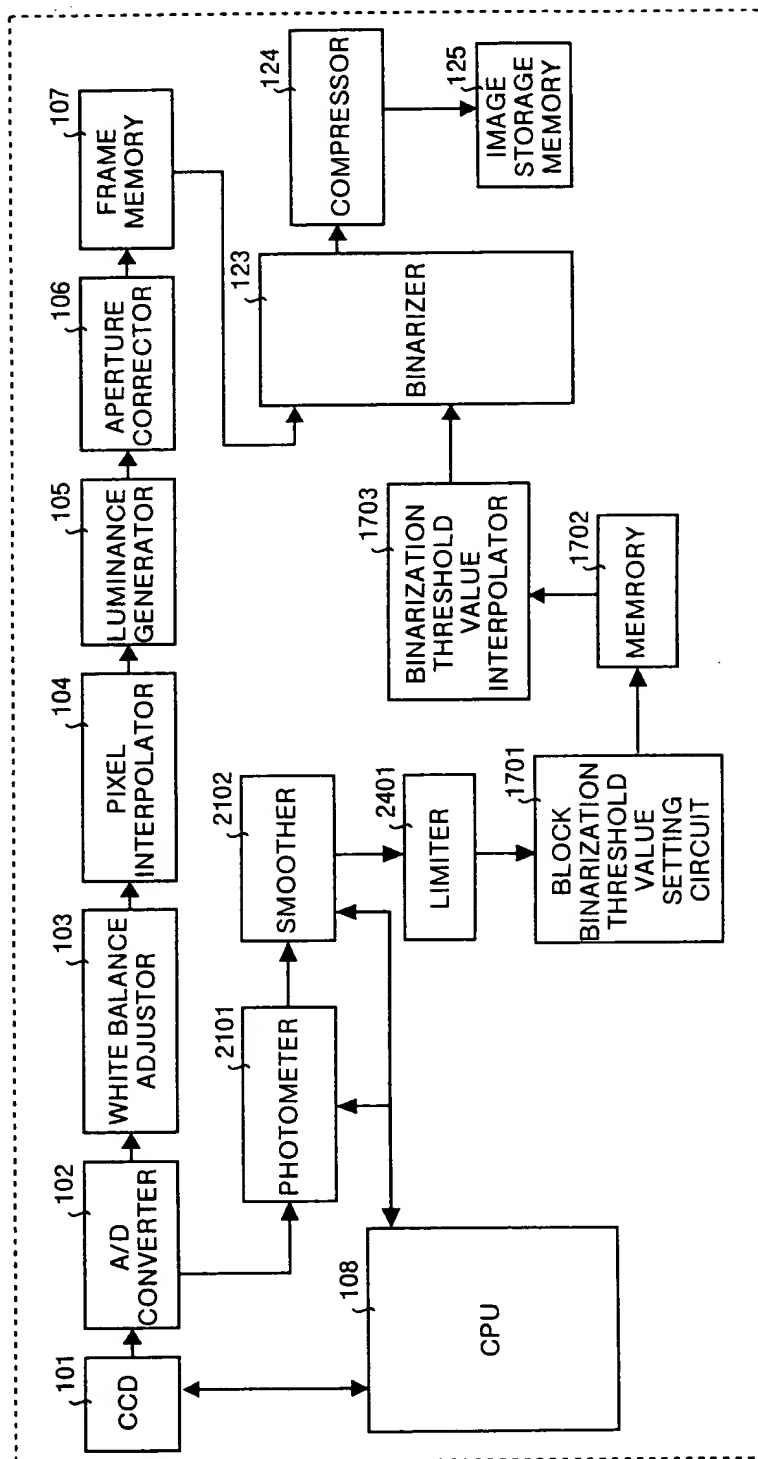 101
CCD
102
A/D
CONVERTER
103
WHITE BALANCE
ADJUSTOR
104
PIXEL
INTERPOLATOR
105
LUMINANCE
GENERATOR
106
APERTURE
CORRECTOR
107
FRAME
MEMORY
108
CPU
2101
PHOTOMETER
2102
SMOOTHER
2401
LIMITER
1701
BLOCK
BINARIZATION
THRESHOLD
VALUE
SETTING
CIRCUIT
1702
MEMRORY
1703
BINARIZATION
THRESHOLD
VALUE
INTERPOLATOR
123
BINARIZER
124
COMPRESSOR
125
IMAGE
STORAGE
MEMORY